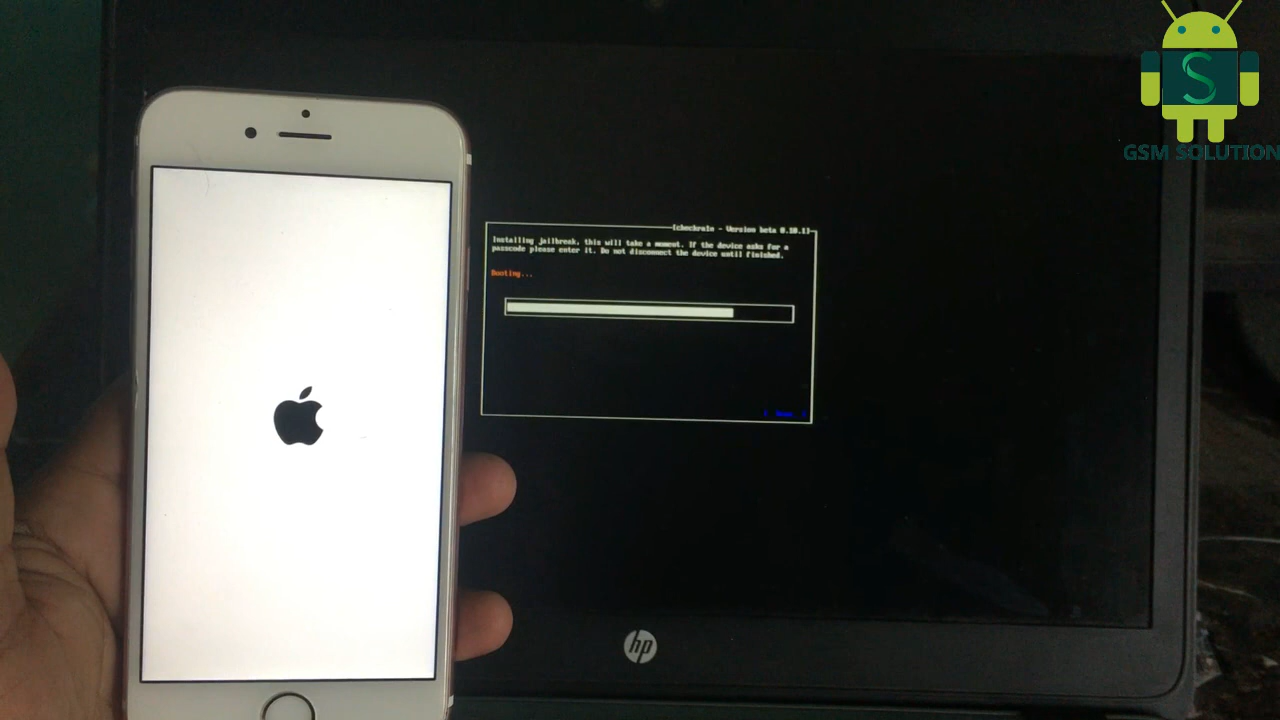 GSM SOLUTION
[checkra1n - Version beta 0.10.1]
Installing jailbreak, this will take a moment. If the device asks for a
passcode please enter it. Do not disconnect the device until finished.
Booting...
hp